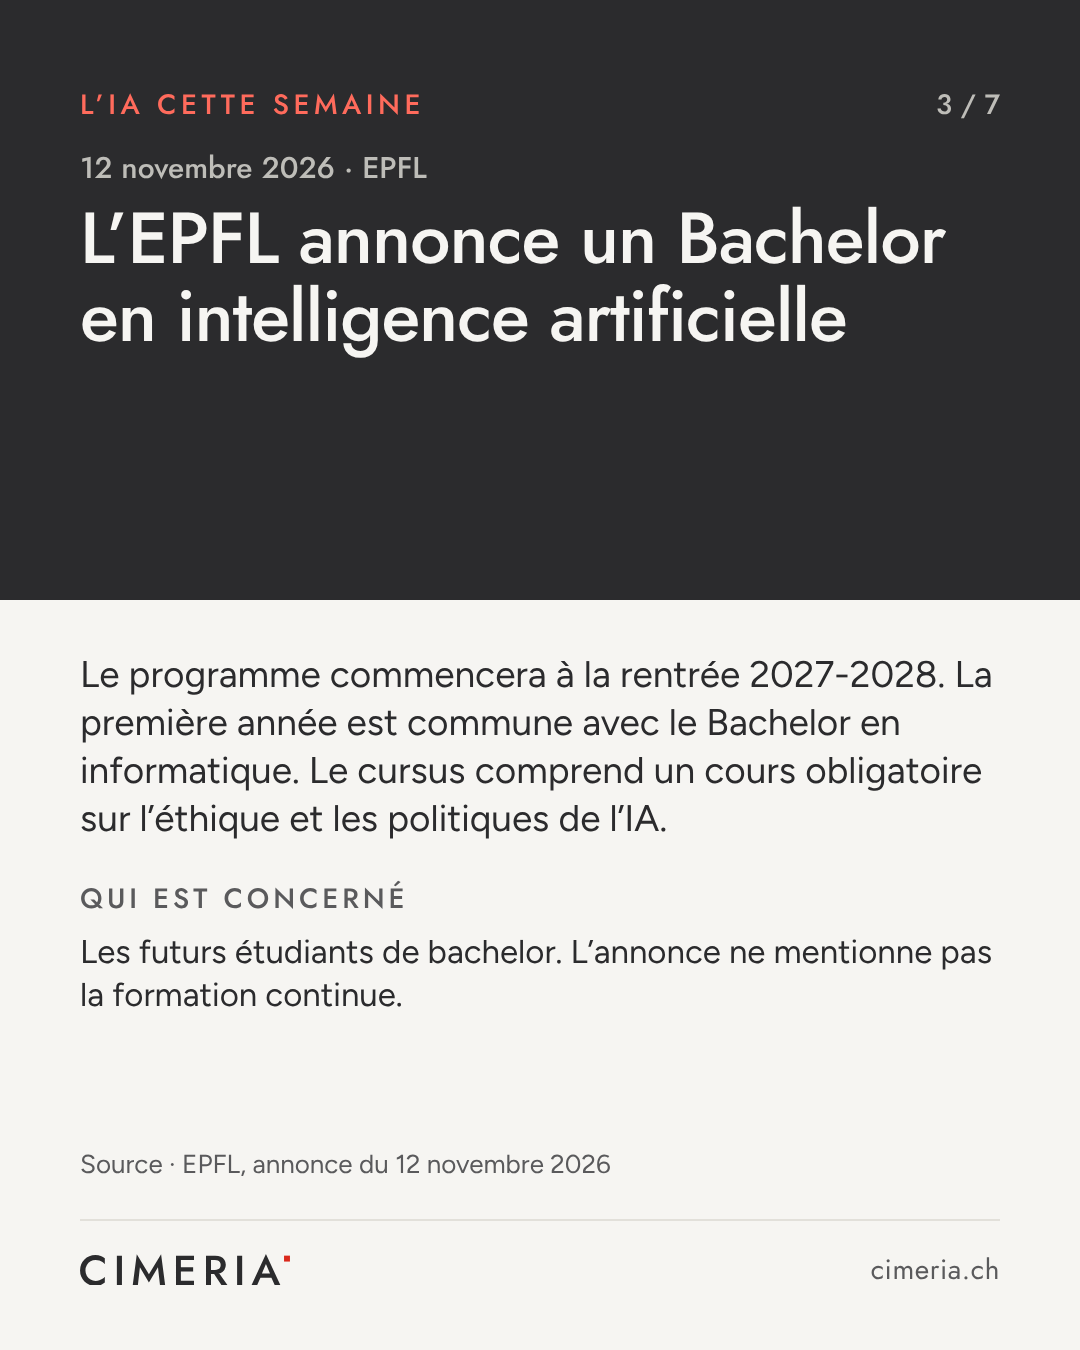 L’IA CETTE SEMAINE
3 / 7
12 novembre 2026 · EPFL
L’EPFL annonce un Bachelor
en intelligence artificielle
Le programme commencera à la rentrée 2027-2028. La
première année est commune avec le Bachelor en
informatique. Le cursus comprend un cours obligatoire
sur l’éthique et les politiques de l’IA.
QUI EST CONCERNÉ
Les futurs étudiants de bachelor. L’annonce ne mentionne pas
la formation continue.
Source · EPFL, annonce du 12 novembre 2026
CIMERIA
cimeria.ch